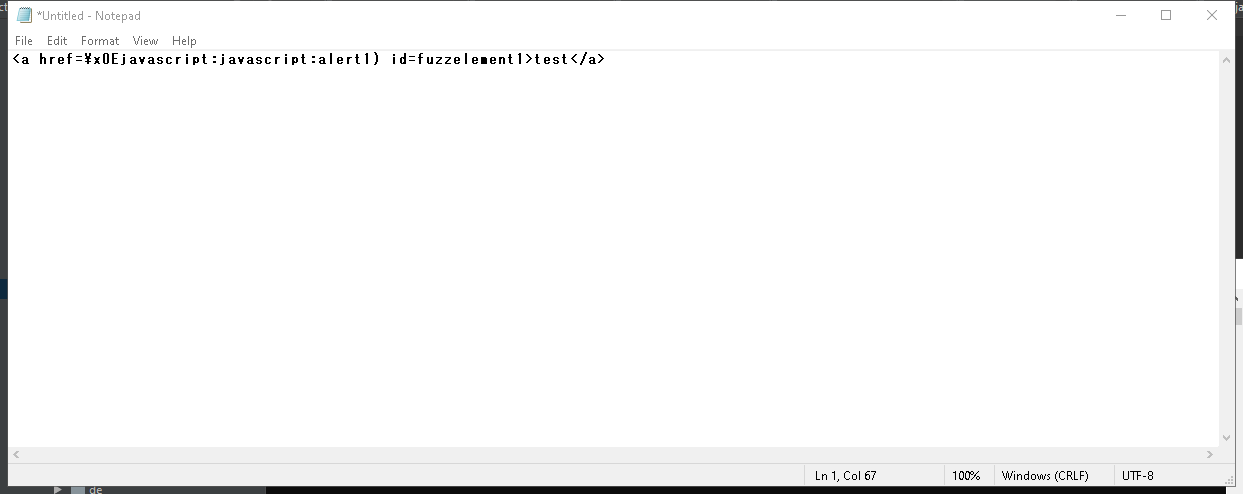 *Untitled - Notepad
File Edit Format View Help
<a href=¥x0Ejavascript:javascript:alert1) id=fuzzelement1>test</a>
Ln 1, Col 67 100% Windows (CRLF) UTF-8
de